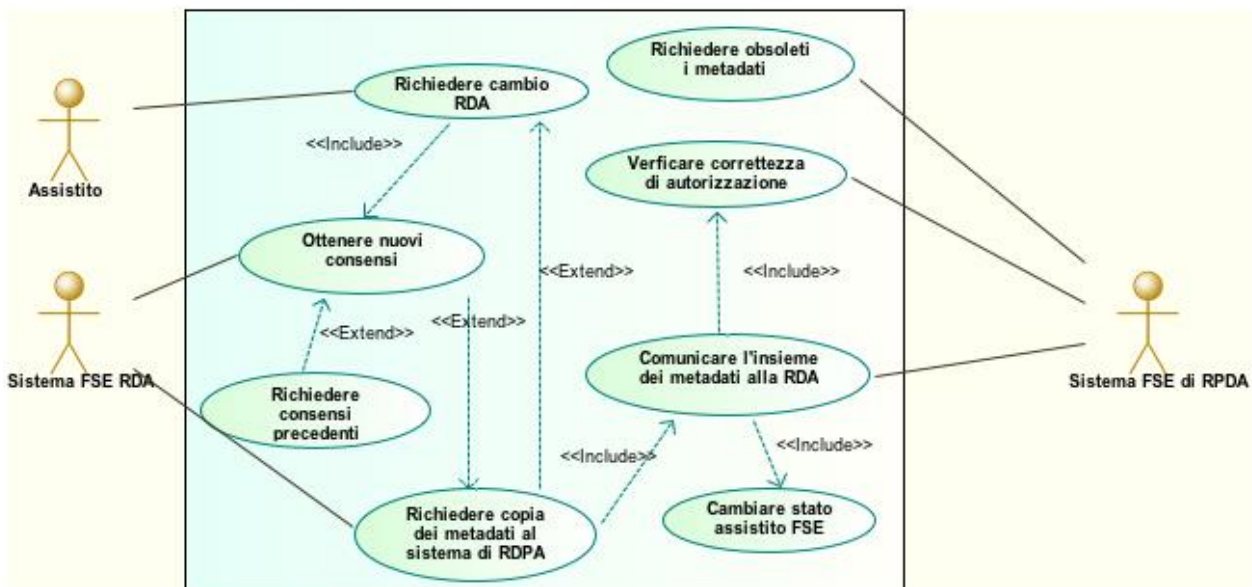 Richiedere obsoleti
i metadati
Richiedere cambio
RDA
<<Include>>
Verficare correttezza
di autorizzazione
Assistito
Ottenere nuovi
consensi
<<Extend>>
<<Include>>
<<Extend>>
<<Extend>>
Sistema FSE RDA
Richiedere
consensi
precedenti
Comunicare l'insieme
dei metadati alla RDA
Sistema FSE di RPDA
<<Include>>
<<Include>>
Richiedere copia
dei metadati al
sistema di RDPA
Cambiare stato
assistito FSE